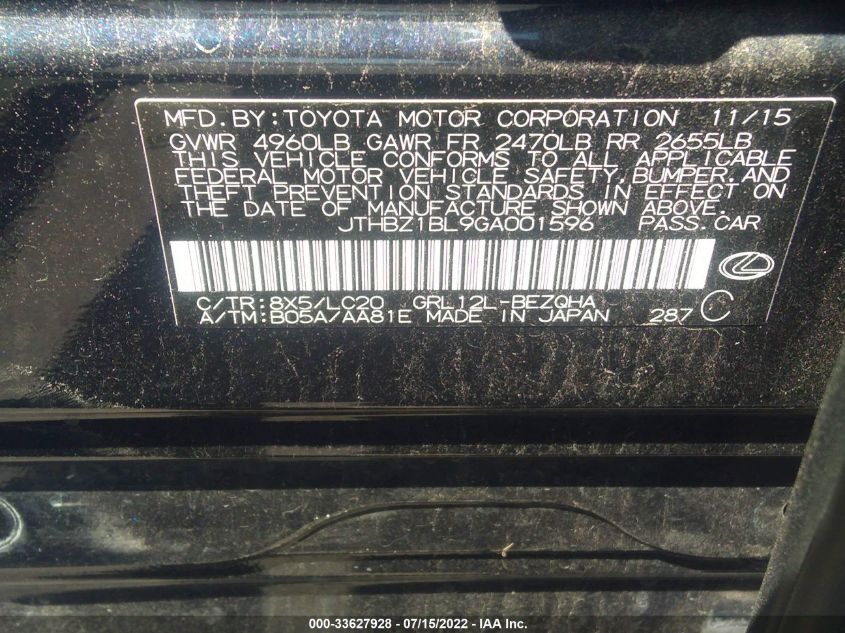 MFD.BY:TOYOTA MOTOR CORPORATION 11/15
GVWR 4960LB GAWR FR 2470LB RR 2655LB
THIS VEHICLE CONFORMS TO ALL APPLICABLE
FEDERAL MOTOR VEHICLE SAFETY,BUMPER,AND
THEFT PREVENTION STANDARDS IN EFFECT ON
THE DATE OF MANUFACTURE SHOWN ABOVE.
JTHBZ1BL9GA001596 PASS.CAR
C/TR:8X5/LC20 GRL12L-BEZQHA
A/TM:B05A/AA81E MADE IN JAPAN 287 C
000-33627928 - 07/15/2022 - IAA Inc.